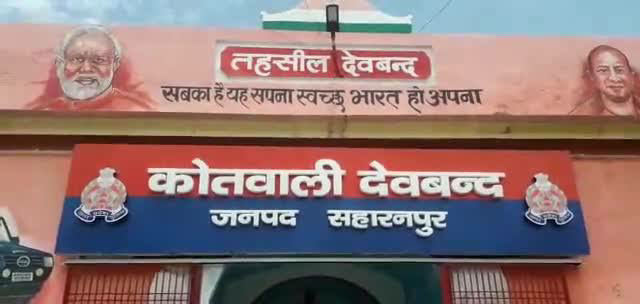 तहसील देवबन्द
सबका है यह सपना स्वच्छ भारत हो अपना
कोतवाली देवबन्द
जनपद सहारनपुर